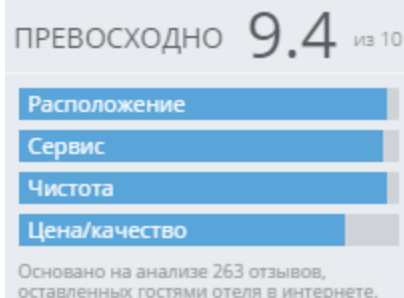 ПРЕВОСХОДНО 9.4 из 10
Расположение
Сервис
Чистота
Цена/качество
Основано на анализе 263 отзывов,
оставленных гостями отеля в интернете.